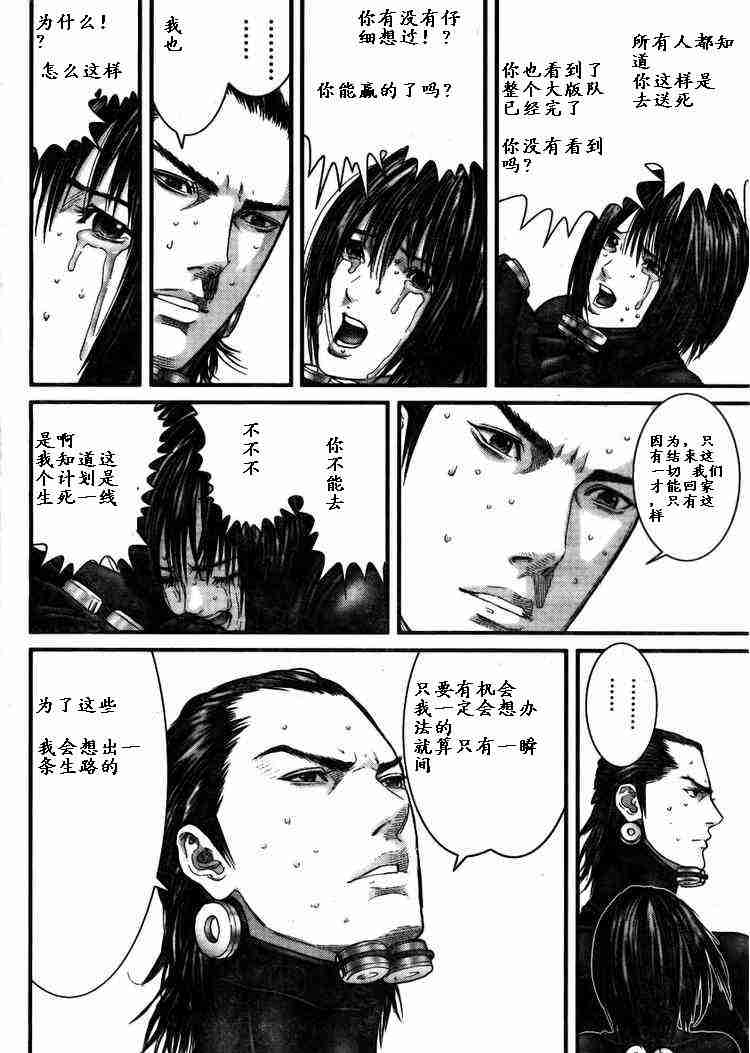 所有人都知
道
你这样是
去送死
你也看到了
整个大版队
已经完了
你没有看到
吗？
你有没有仔
细想过！？
你能赢的了吗？
………
我
也
为什么！
？
怎么这样
因为，只
有结束这
一切我们
才能回家
，只有这
样
你不能去
不不不
是啊
我知道这
个计划是
生死一线
………
只要有机会
我一定会想办
法的
就算只有一瞬
间
为了这些
我会想出一
条生路的